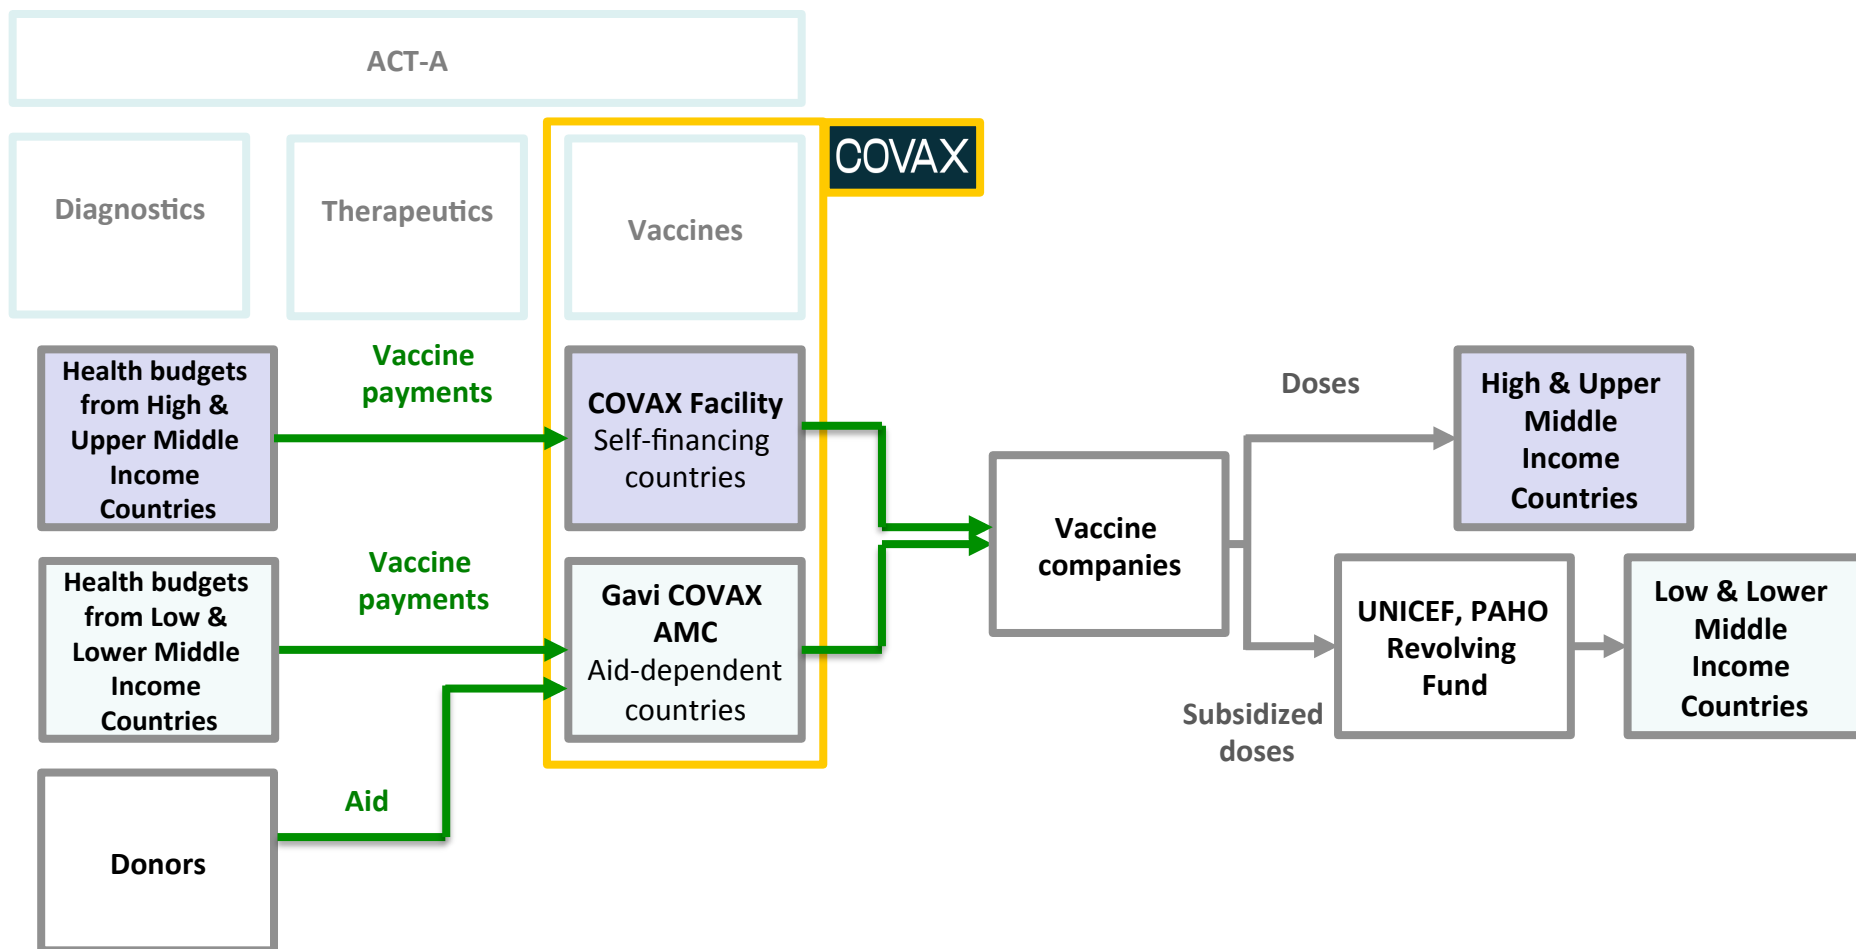 ACT-A
COVAX
Diagnostics
Therapeutics
Vaccines
Health budgets
from High &
Upper Middle
Income
Countries
Vaccine
payments
COVAX Facility
Self-financing
countries
Health budgets
from Low &
Lower Middle
Income
Countries
Vaccine
payments
Gavi COVAX
AMC
Aid-dependent
countries
Donors
Aid
Vaccine
companies
Doses
High & Upper
Middle
Income
Countries
Subsidized
doses
UNICEF, PAHO
Revolving
Fund
Low & Lower
Middle
Income
Countries